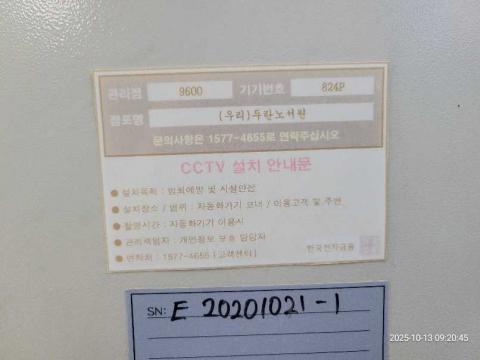 관리점 9600 기기번호 824P
점포명 (우리)두란노서원
문의사항은 1577-4655로 연락주십시오
CCTV 설치 안내문
● 설치목적 : 범죄예방 및 시설안전
● 설치장소 / 범위 : 자동화기기 코너 / 이용고객 및 주변
● 촬영시간 : 자동화기기 이용시
● 관리책임자 : 개인정보 보호 담당자
● 연락처 : 1577-4655 (고객센터)
한국전자금융
SN: E 20201021-1
2025-10-13 09:20:45